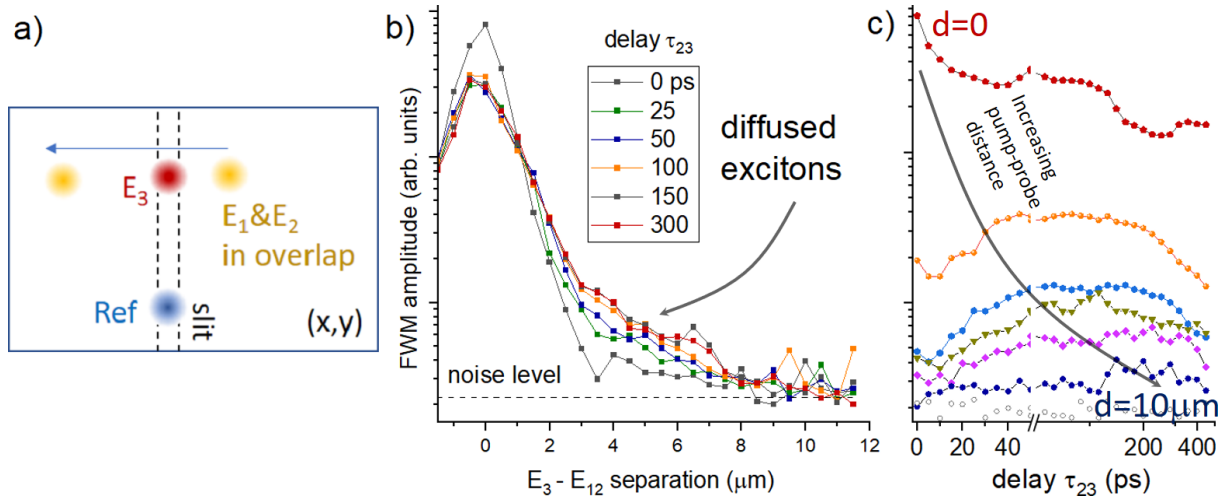 a)
E3
E1&E2
in overlap
Ref
slit
(x,y)
b)
FWM amplitude (arb. units)
delay τ23
0 ps
25
50
100
150
300
diffused
excitons
noise level
0
2
4
6
8
10
12
E3 - E12 separation (μm)
c)
d=0
Increasing
pump-probe
distance
d=10μm
0
20
40
200
400
delay τ23 (ps)